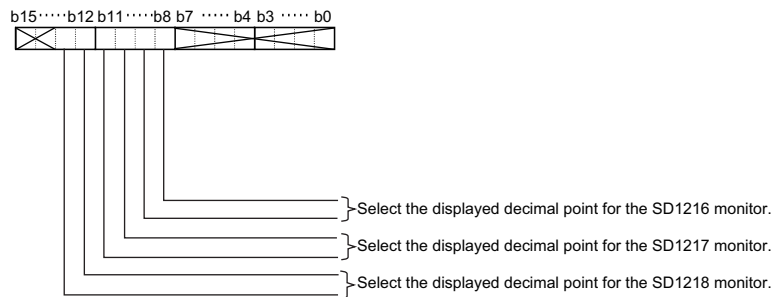 b15·····b12 b11·····b8 b7 ·····b4 b3 ·····b0
Select the displayed decimal point for the SD1216 monitor.
Select the displayed decimal point for the SD1217 monitor.
Select the displayed decimal point for the SD1218 monitor.